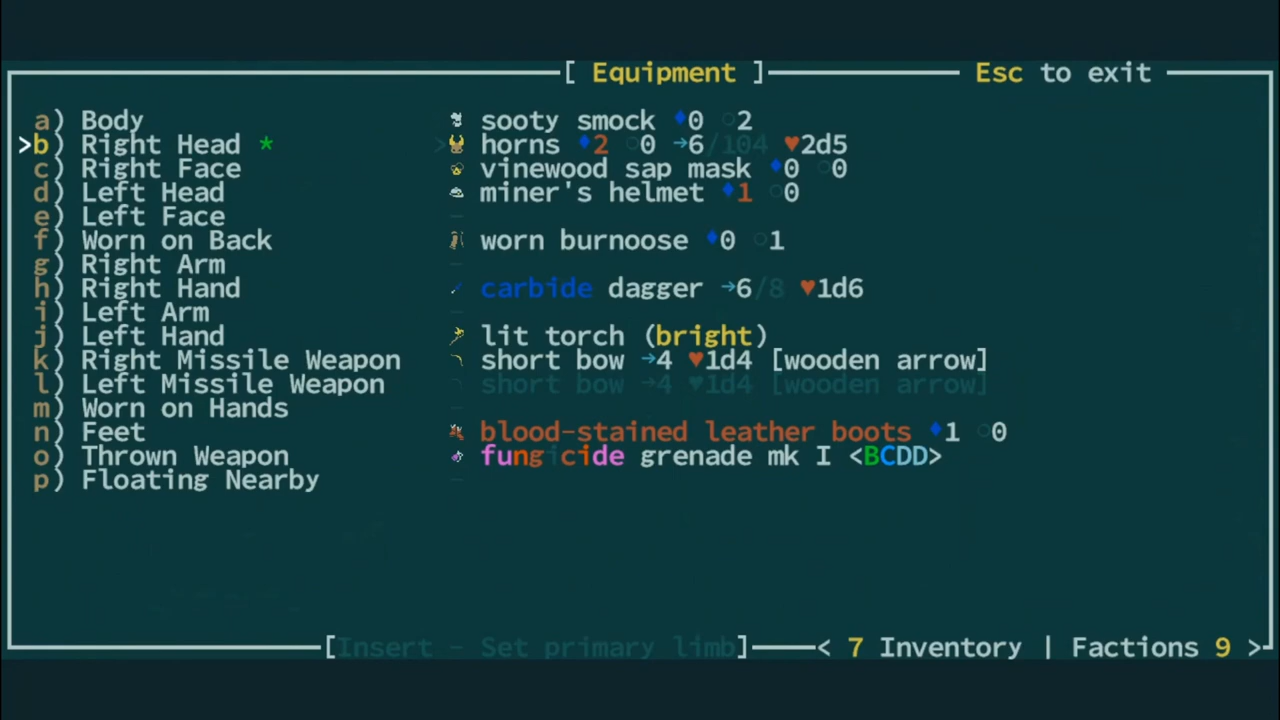 [ Equipment ] Esc to exit
a) Body sooty smock ♦0 ○2
>b) Right Head * > horns ♦2 ○0 →6/104 ♥2d5
c) Right Face vinewood sap mask ♦0 ○0
d) Left Head miner's helmet ♦1 ○0
e) Left Face —
f) Worn on Back worn burnoose ♦0 ○1
g) Right Arm —
h) Right Hand carbide dagger →6/8 ♥1d6
i) Left Arm —
j) Left Hand lit torch (bright)
k) Right Missile Weapon short bow →4 ♥1d4 [wooden arrow]
l) Left Missile Weapon short bow →4 ♥1d4 [wooden arrow]
m) Worn on Hands —
n) Feet blood-stained leather boots ♦1 ○0
o) Thrown Weapon fungicide grenade mk I <BCDD>
p) Floating Nearby —
[Insert - Set primary limb] < 7 Inventory | Factions 9 >